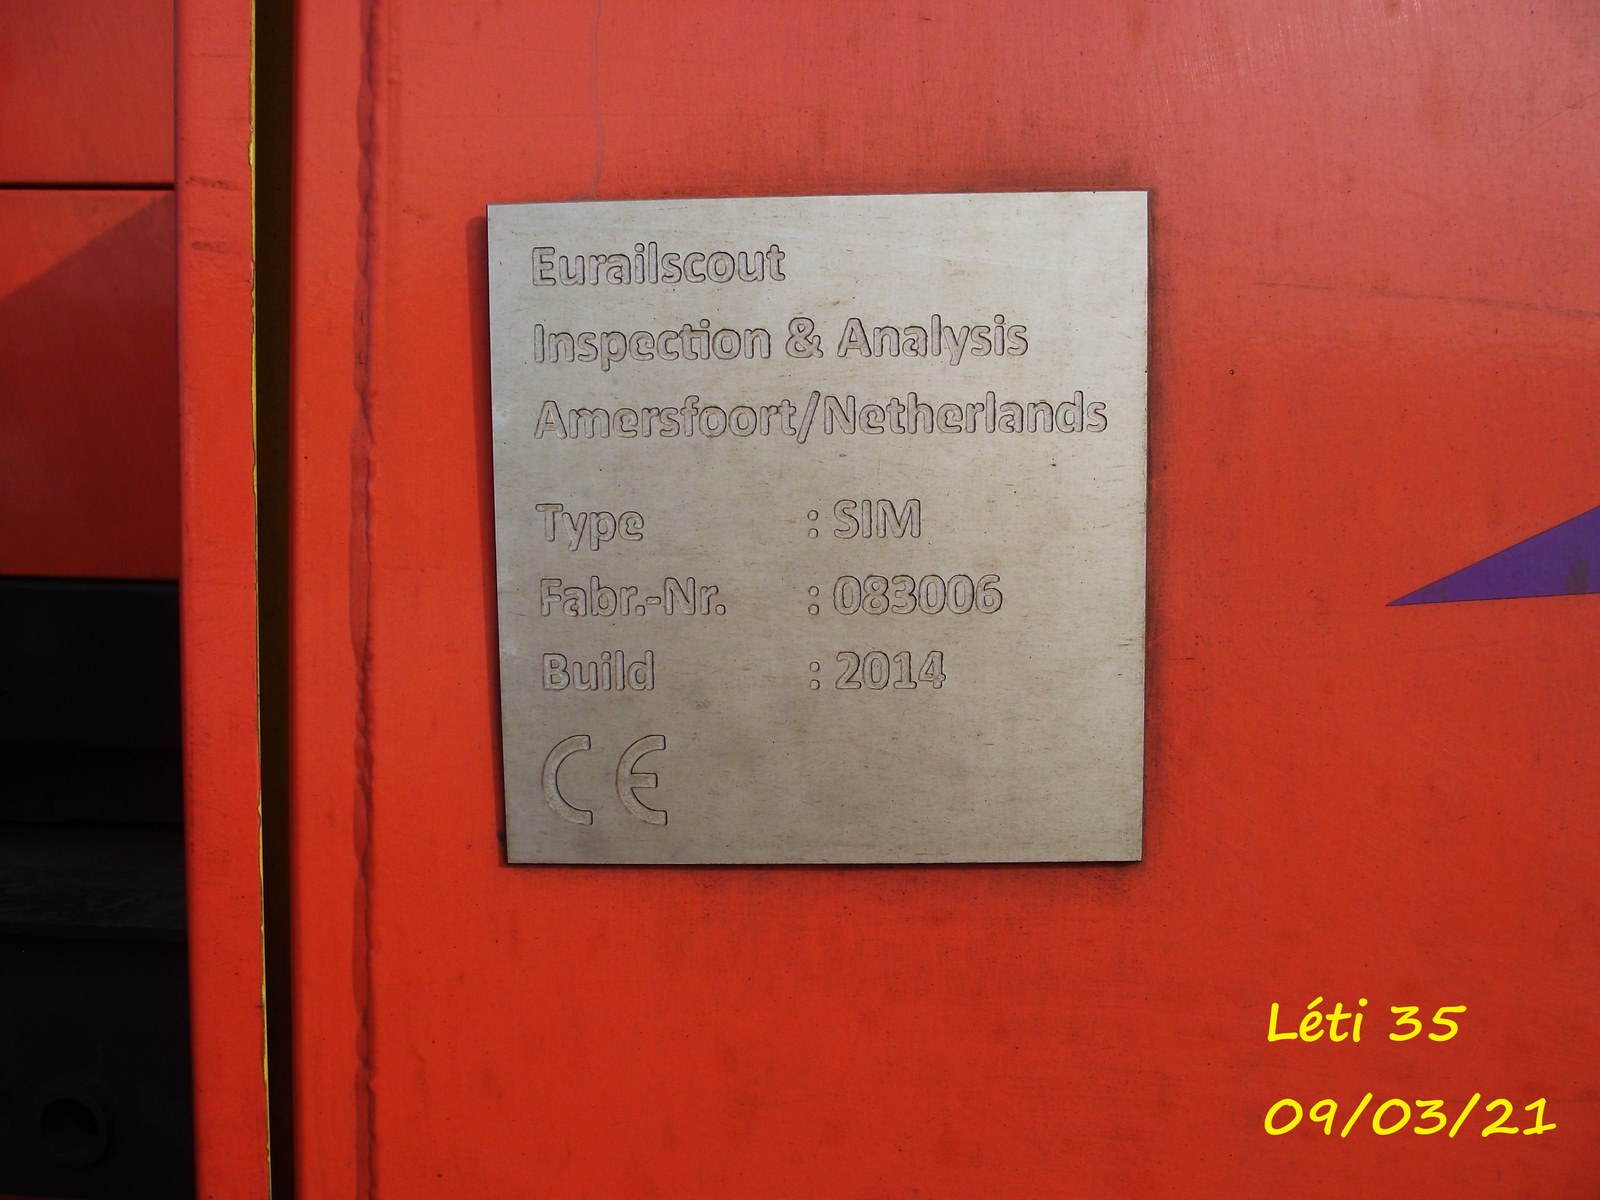 Eurailscout
Inspection & Analysis
Amersfoort/Netherlands
Type : SIM
Fabr.-Nr. : 083006
Build : 2014
CE
Léti 35
09/03/21